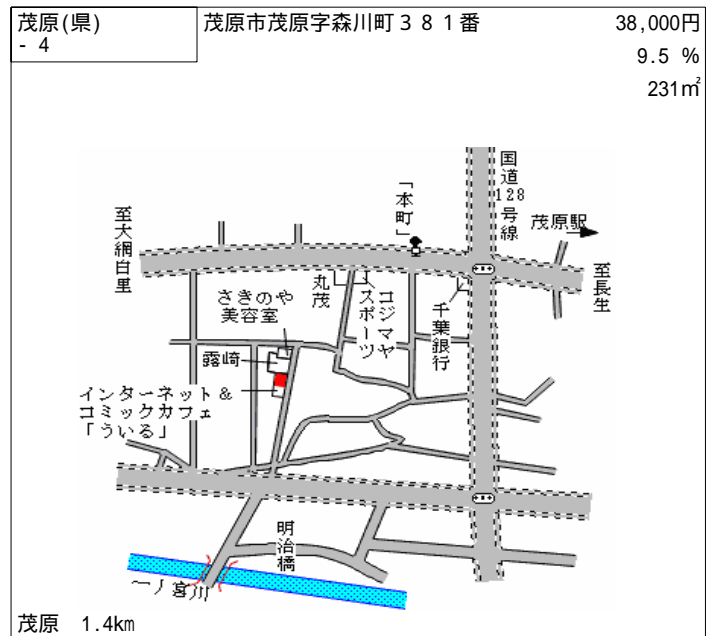 茂原(県)
- 4
茂原市茂原字森川町３８１番
38,000円
9.5 %
231㎡
国道128号線
「本町」
茂原駅
至大網白里
至長生
丸茂
コジマヤ
スポーツ
千葉銀行
さきのや
美容室
露崎
インターネット＆
コミックカフェ
「ういる」
明治橋
一ノ宮川
茂原 1.4km